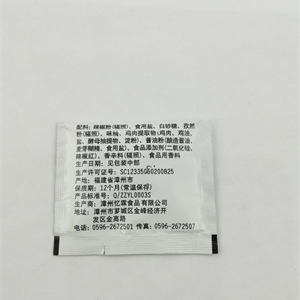 配料：辣椒粉(辐照)、食用盐、白砂糖、孜然
粉(辐照)、味精、鸡肉提取物(鸡肉、鸡油、
盐、酵母抽提物、淀粉)、酱油粉(酿造酱油、
麦芽糊精、食用盐)、食品添加剂(二氧化硅、
辣椒红)、香辛料(辐照)、食品用香料
生产日期：见包装中部
生产许可证号：SC12335060200825
产地：福建省漳州市
保质期：12个月(常温保存)
产品标准号：Q/ZZYL0003S
生产商：漳州亿霖食品有限公司
地址：漳州市芗城区金峰经济开
发区金高路
电话：0596-2672501 传真：0596-2672507